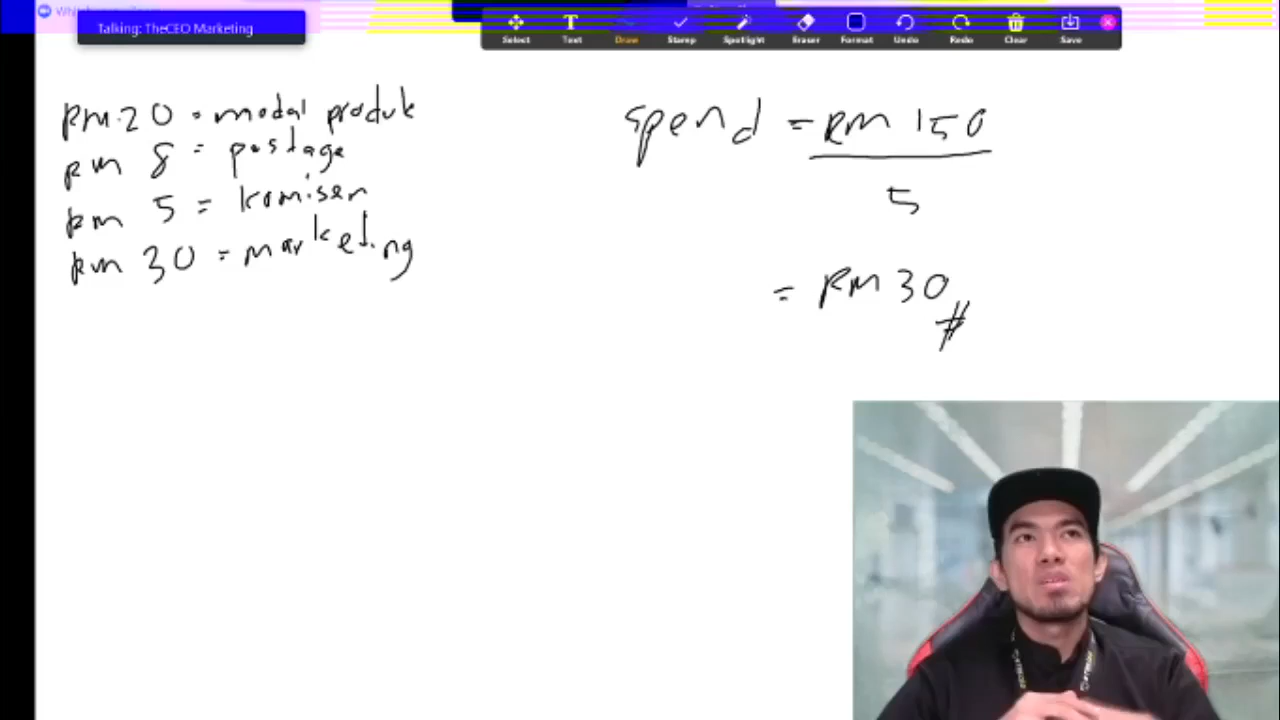 Talking: TheCEO Marketing
Select Text Draw Stamp Spotlight Eraser Format Undo Redo Clear Save
RM 20 = modal produk
RM 8 = postage
RM 5 = komisen
RM 30 = marketing
spend = RM 150
5
= RM 30 #